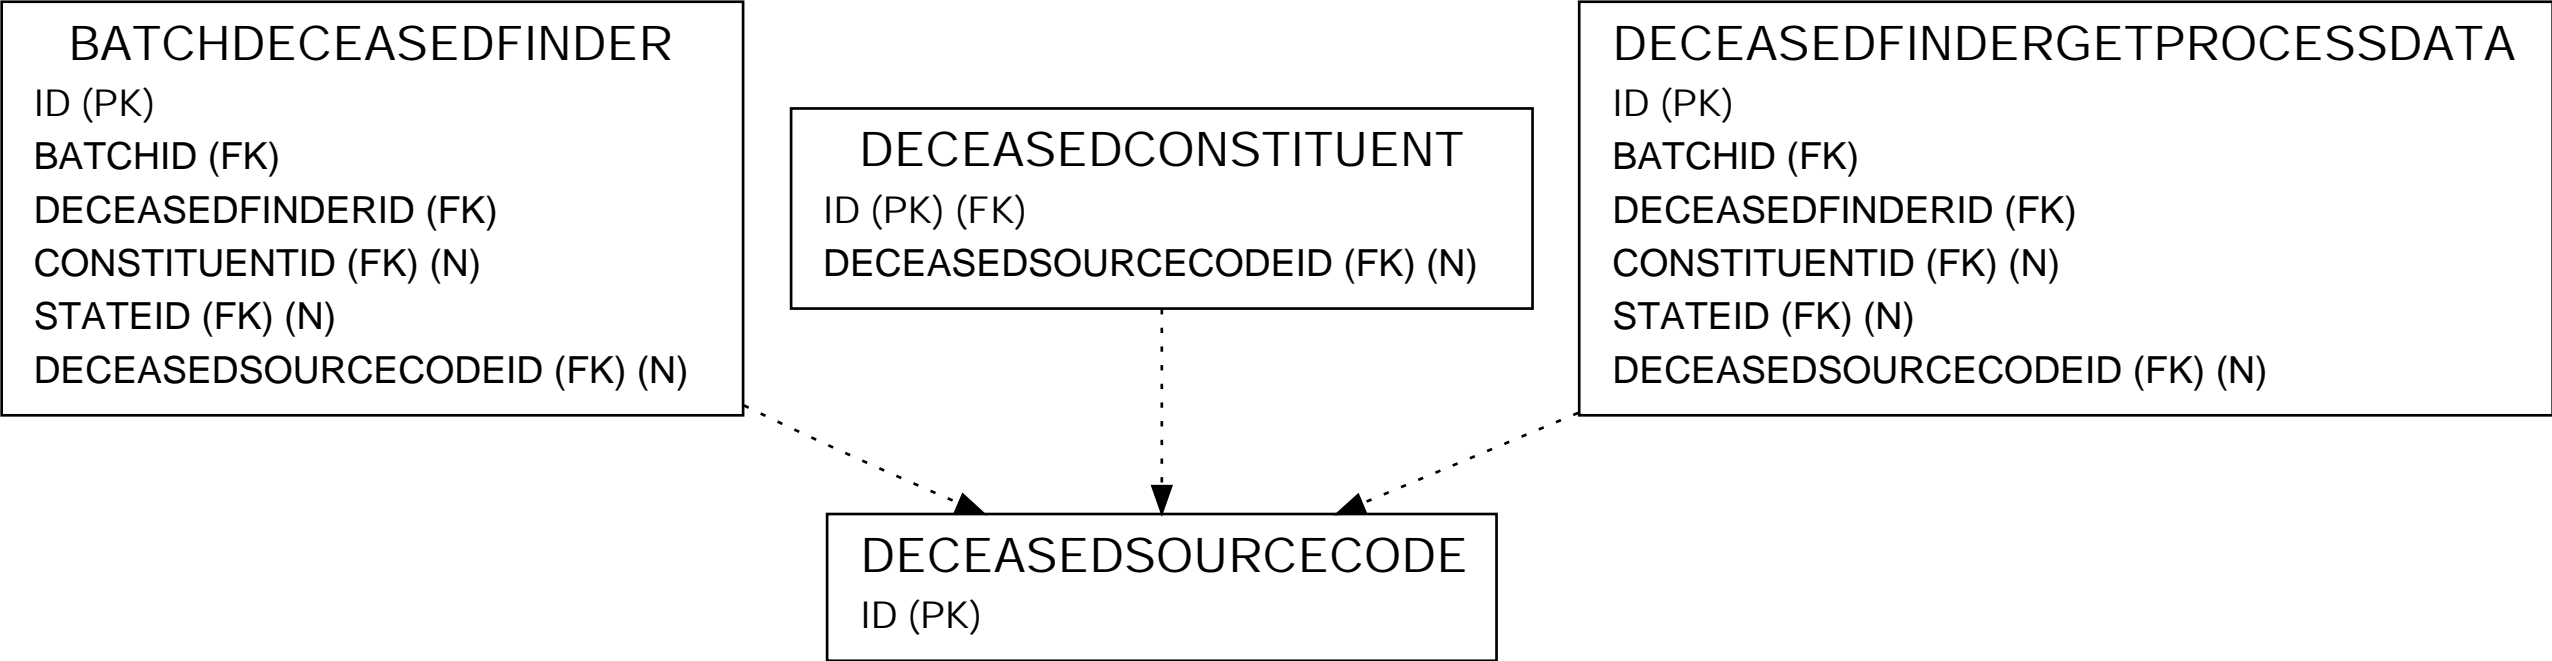 BATCHDECEASEDFINDER
ID (PK)
BATCHID (FK)
DECEASEDFINDERID (FK)
CONSTITUENTID (FK) (N)
STATEID (FK) (N)
DECEASEDSOURCECODEID (FK) (N)
DECEASEDCONSTITUENT
ID (PK) (FK)
DECEASEDSOURCECODEID (FK) (N)
DECEASEDFINDERGETPROCESSDATA
ID (PK)
BATCHID (FK)
DECEASEDFINDERID (FK)
CONSTITUENTID (FK) (N)
STATEID (FK) (N)
DECEASEDSOURCECODEID (FK) (N)
DECEASEDSOURCECODE
ID (PK)